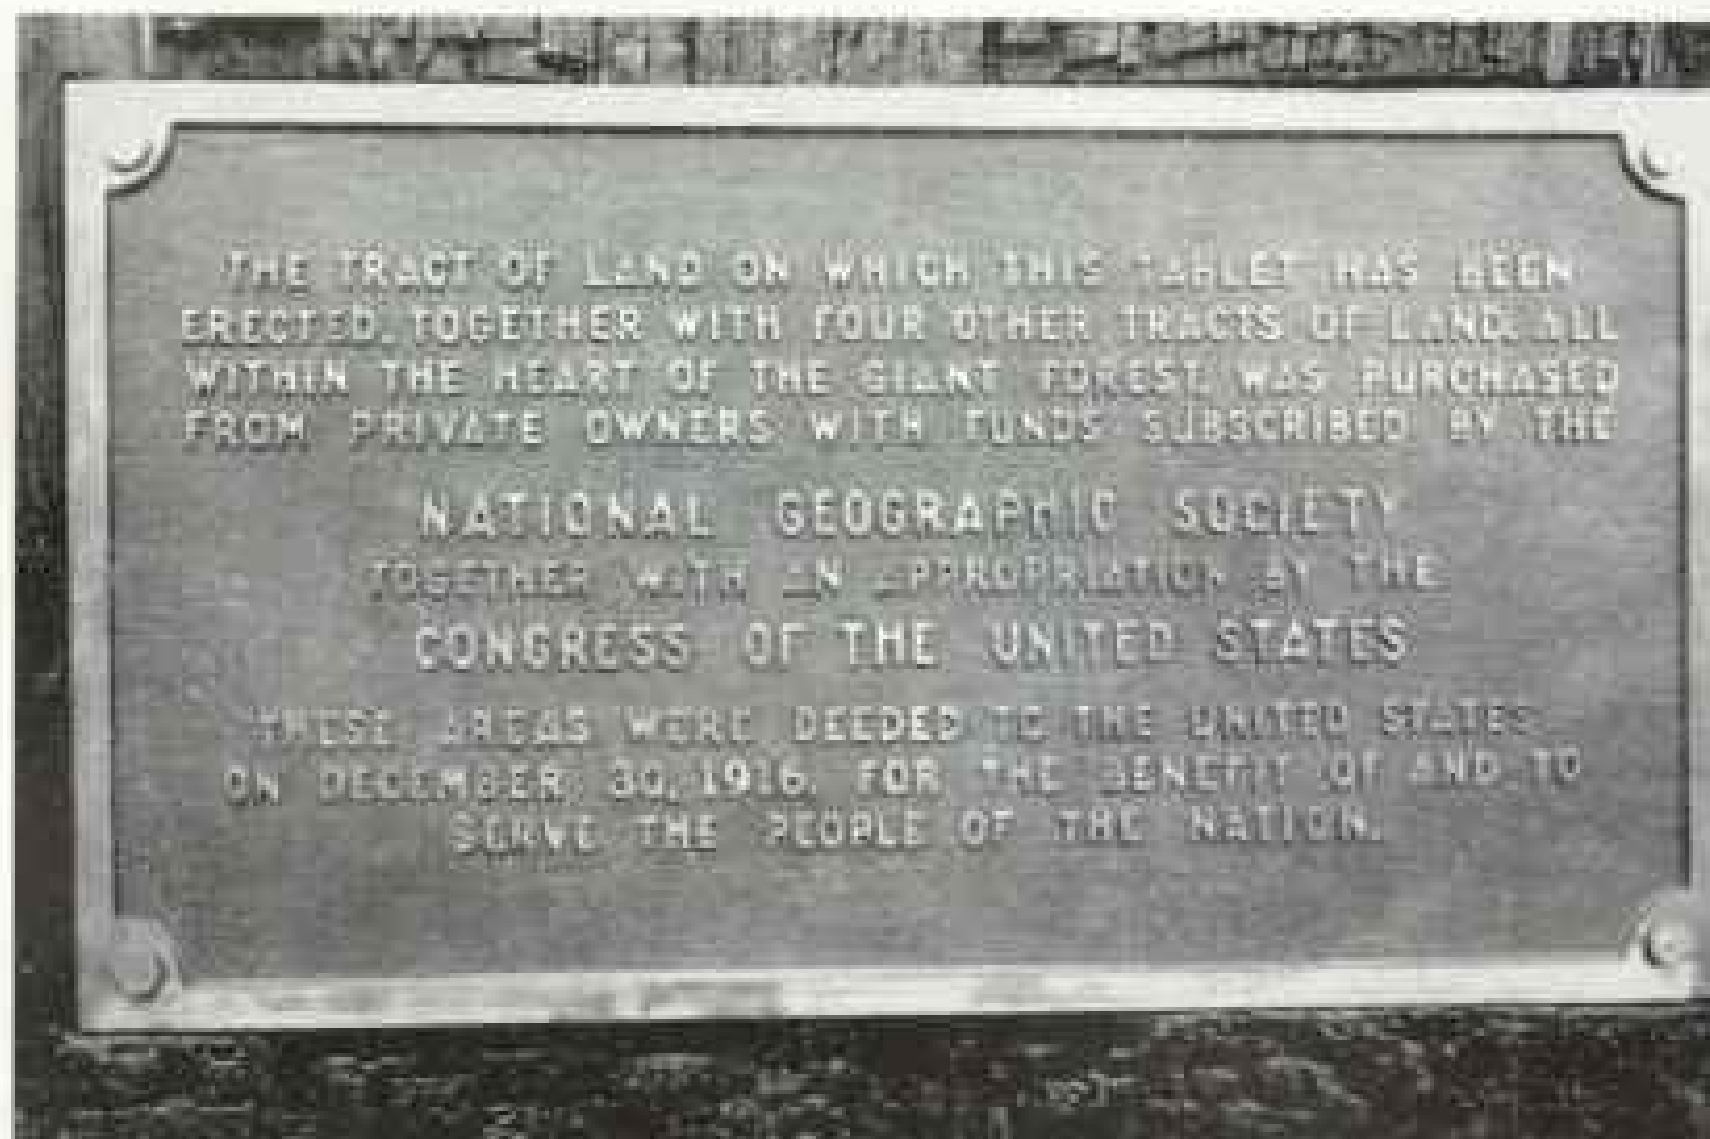 THE TRACT OF LAND ON WHICH THIS TABLET HAS BEEN
ERECTED, TOGETHER WITH FOUR OTHER TRACTS OF LAND, ALL
WITHIN THE HEART OF THE GIANT FOREST, WAS PURCHASED
FROM PRIVATE OWNERS WITH FUNDS SUBSCRIBED BY THE
NATIONAL GEOGRAPHIC SOCIETY
TOGETHER WITH AN APPROPRIATION BY THE
CONGRESS OF THE UNITED STATES
THESE AREAS WERE DEEDED TO THE UNITED STATES
ON DECEMBER 30, 1916, FOR THE BENEFIT OF AND TO
SERVE THE PEOPLE OF THE NATION.